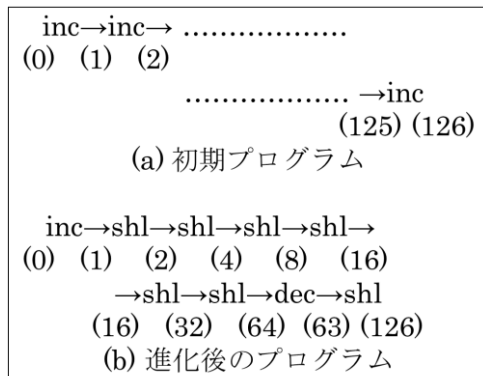 inc→inc→ ..................
(0) (1) (2)
.................. →inc
(125) (126)
(a) 初期プログラム
inc→shl→shl→shl→shl→
(0) (1) (2) (4) (8) (16)
→shl→shl→dec→shl
(16) (32) (64) (63) (126)
(b) 進化後のプログラム